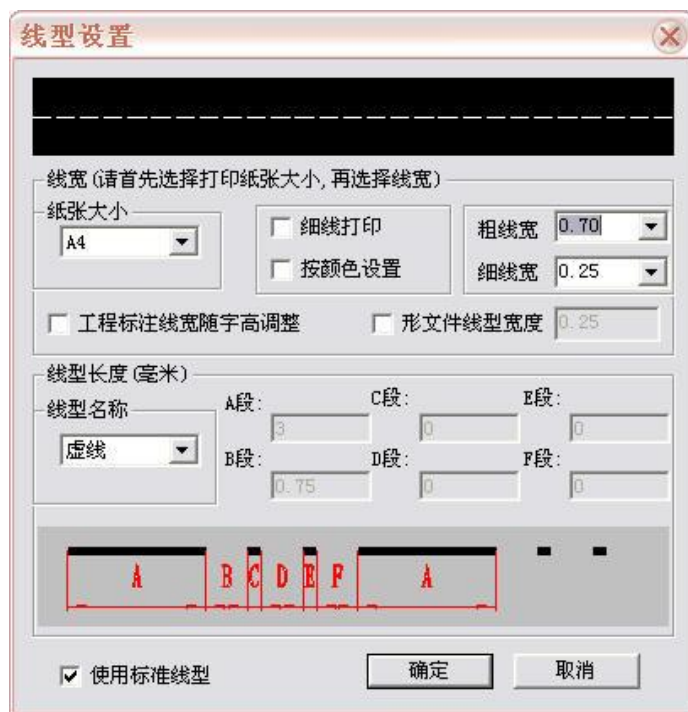 线型设置
线宽(请首先选择打印纸张大小,再选择线宽)
纸张大小
A4
细线打印
按颜色设置
粗线宽 0.70
细线宽 0.25
工程标注线宽随字高调整
形文件线型宽度 0.25
线型长度(毫米)
线型名称
虚线
A段: 3
C段: 0
E段: 0
B段: 0.75
D段: 0
F段: 0
A B C D E F A
使用标准线型
确定
取消